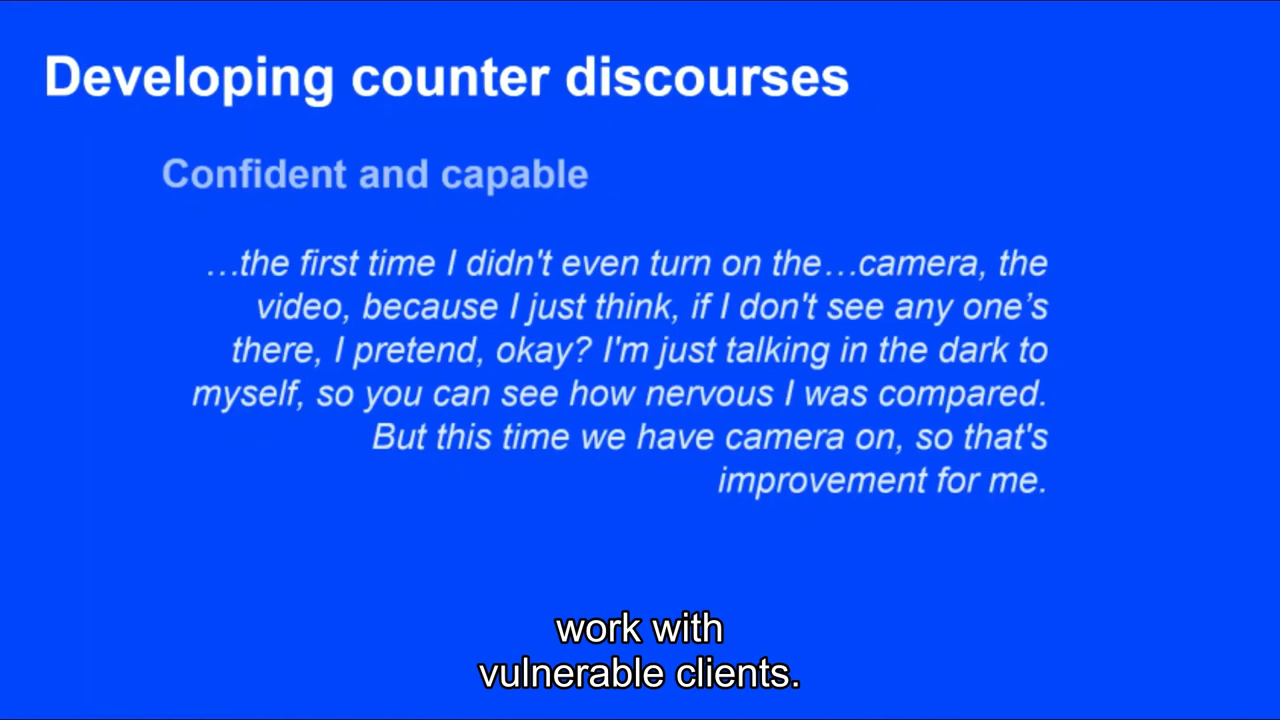 Developing counter discourses
Confident and capable
…the first time I didn't even turn on the…camera, the
video, because I just think, if I don't see any one’s
there, I pretend, okay? I'm just talking in the dark to
myself, so you can see how nervous I was compared.
But this time we have camera on, so that's
improvement for me.
work with
vulnerable clients.